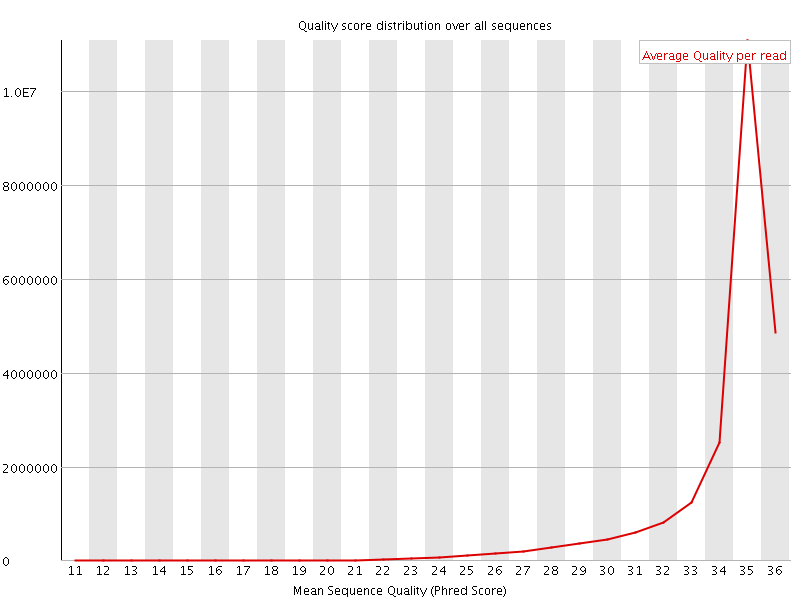 Quality score distribution over all sequences
Average Quality per read
1.0E7
8000000
6000000
4000000
2000000
0
11 12 13 14 15 16 17 18 19 20 21 22 23 24 25 26 27 28 29 30 31 32 33 34 35 36
Mean Sequence Quality (Phred Score)